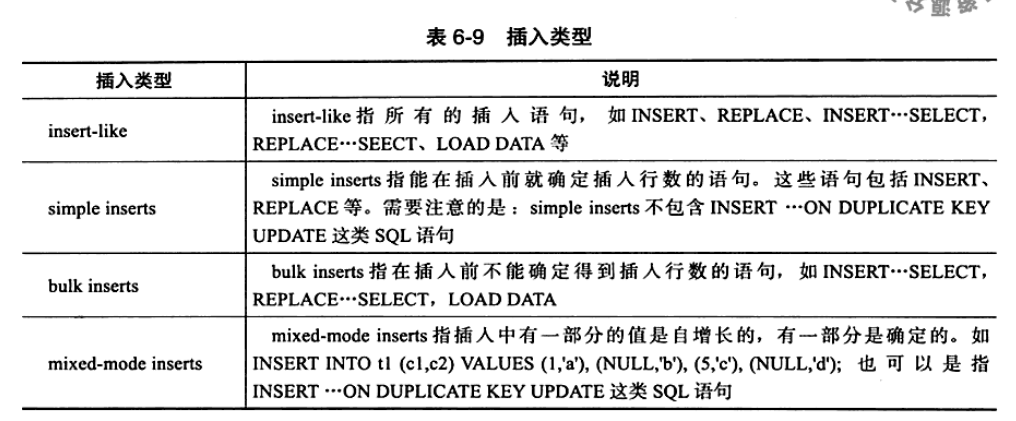 表 6-9 插入类型
插入类型 说明
insert-like insert-like 指所有的插入语句，如 INSERT、REPLACE、INSERT…SELECT，
REPLACE…SEECT、LOAD DATA 等
simple inserts simple inserts 指能在插入前就确定插入行数的语句。这些语句包括 INSERT、
REPLACE 等。需要注意的是：simple inserts 不包含 INSERT …ON DUPLICATE KEY
UPDATE 这类 SQL 语句
bulk inserts bulk inserts 指在插入前不能确定得到插入行数的语句，如 INSERT…SELECT，
REPLACE…SELECT，LOAD DATA
mixed-mode inserts mixed-mode inserts 指插入中有一部分的值是自增长的，有一部分是确定的。如
INSERT INTO t1 (c1,c2) VALUES (1,'a'), (NULL,'b'), (5,'c'), (NULL,'d'); 也可以是指
INSERT …ON DUPLICATE KEY UPDATE 这类 SQL 语句